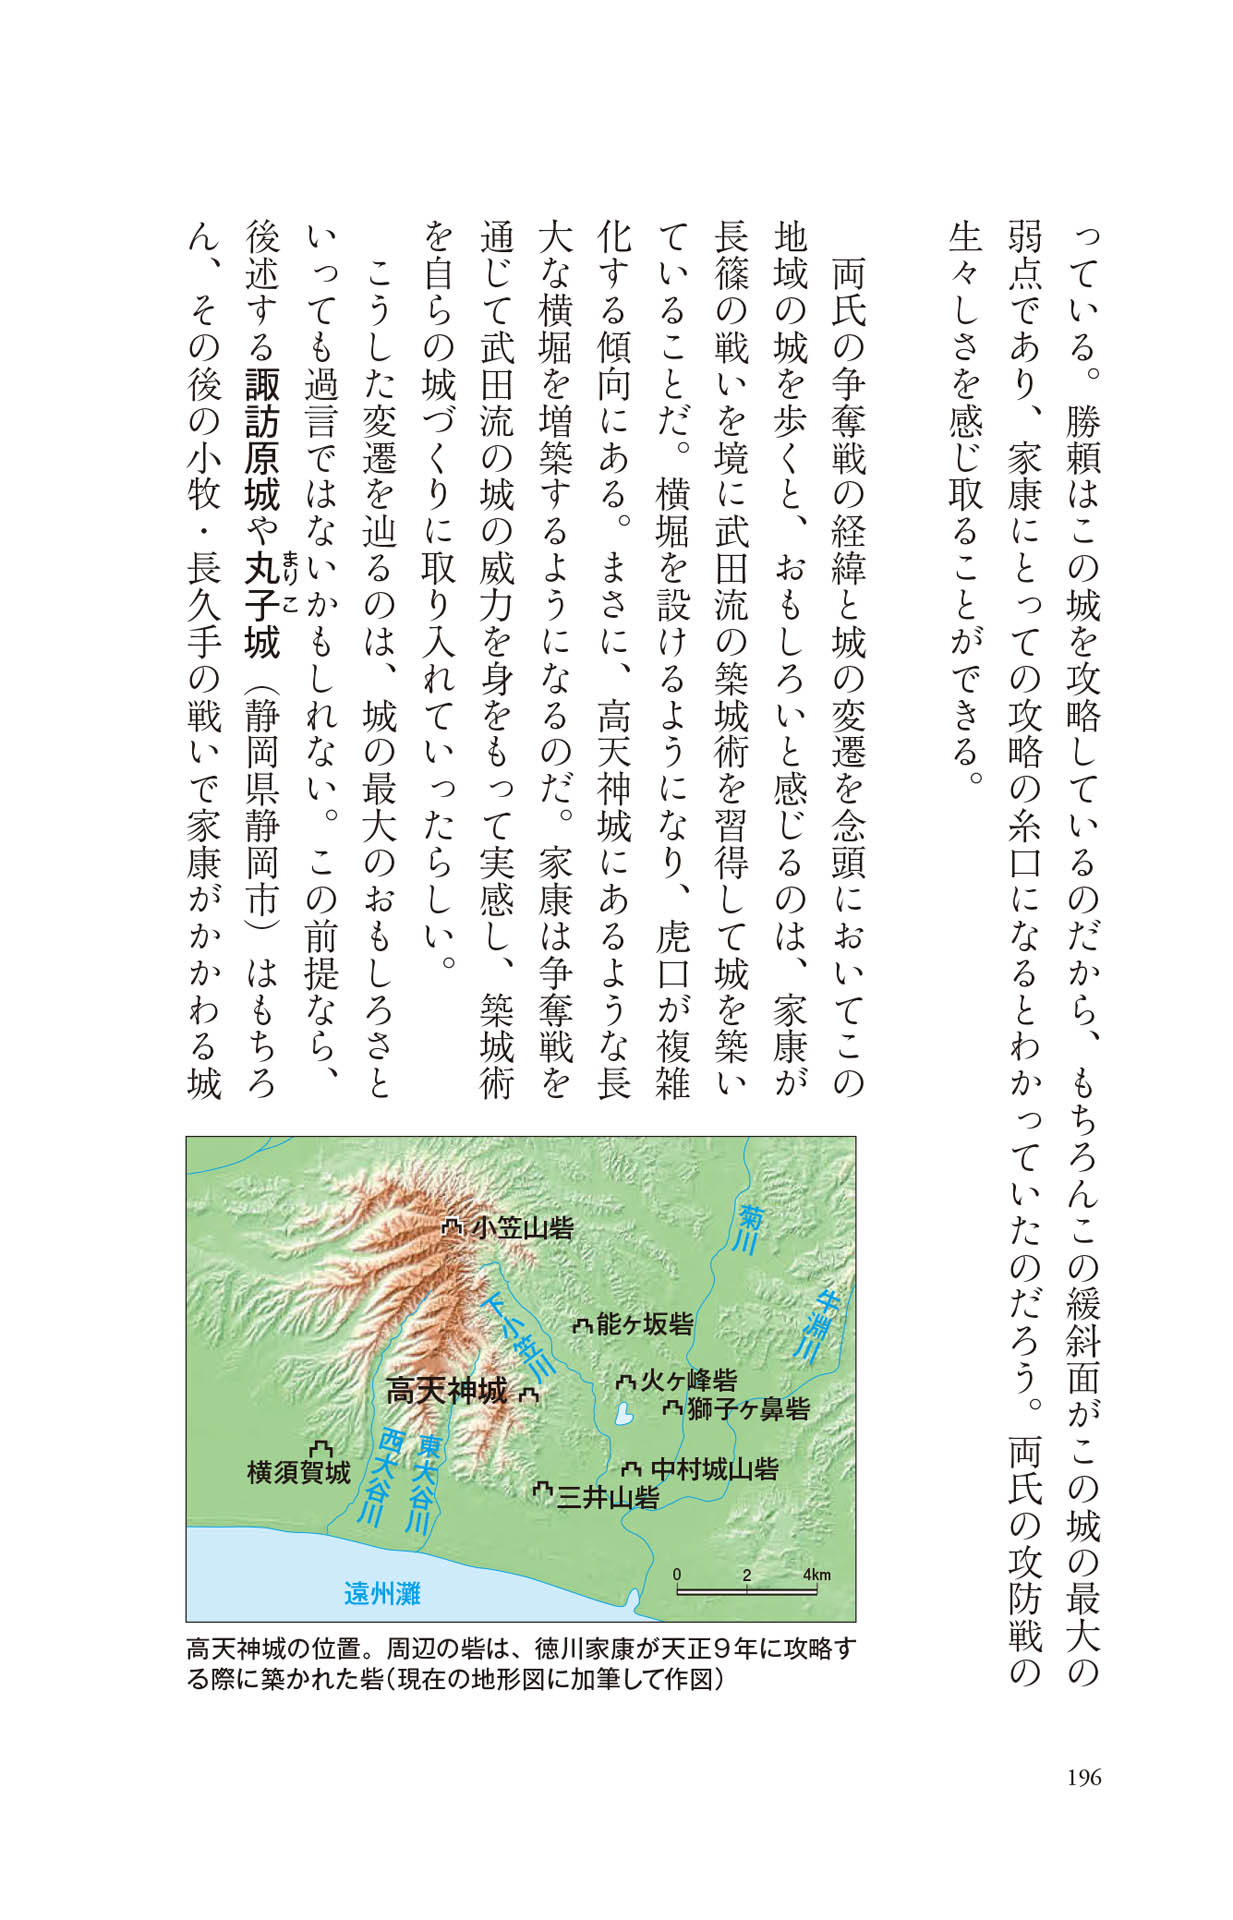 っている。勝頼はこの城を攻略しているのだから、もちろんこの緩斜面がこの城の最大の
弱点であり、家康にとっての攻略の糸口になるとわかっていたのだろう。両氏の攻防戦の
生々しさを感じ取ることができる。
両氏の争奪戦の経緯と城の変遷を念頭においてこの
地域の城を歩くと、おもしろいと感じるのは、家康が
長篠の戦いを境に武田流の築城術を習得して城を築い
ていることだ。横堀を設けるようになり、虎口が複雑
化する傾向にある。まさに、高天神城にあるような長
大な横堀を増築するようになるのだ。家康は争奪戦を
通じて武田流の城の威力を身をもって実感し、築城術
を自らの城づくりに取り入れていったらしい。
こうした変遷を辿るのは、城の最大のおもしろさと
いっても過言ではないかもしれない。この前提なら、
後述する諏訪原城や丸子城（静岡県静岡市）はもちろ
まりこ
ん、その後の小牧・長久手の戦いで家康がかかわる城
菊川
小笠山砦
牛淵川
下小笠川
能ヶ坂砦
火ヶ峰砦
高天神城
獅子ヶ鼻砦
西大谷川
東大谷川
横須賀城
中村城山砦
三井山砦
遠州灘
0 2 4km
高天神城の位置。周辺の砦は、徳川家康が天正9年に攻略す
る際に築かれた砦（現在の地形図に加筆して作図）
196